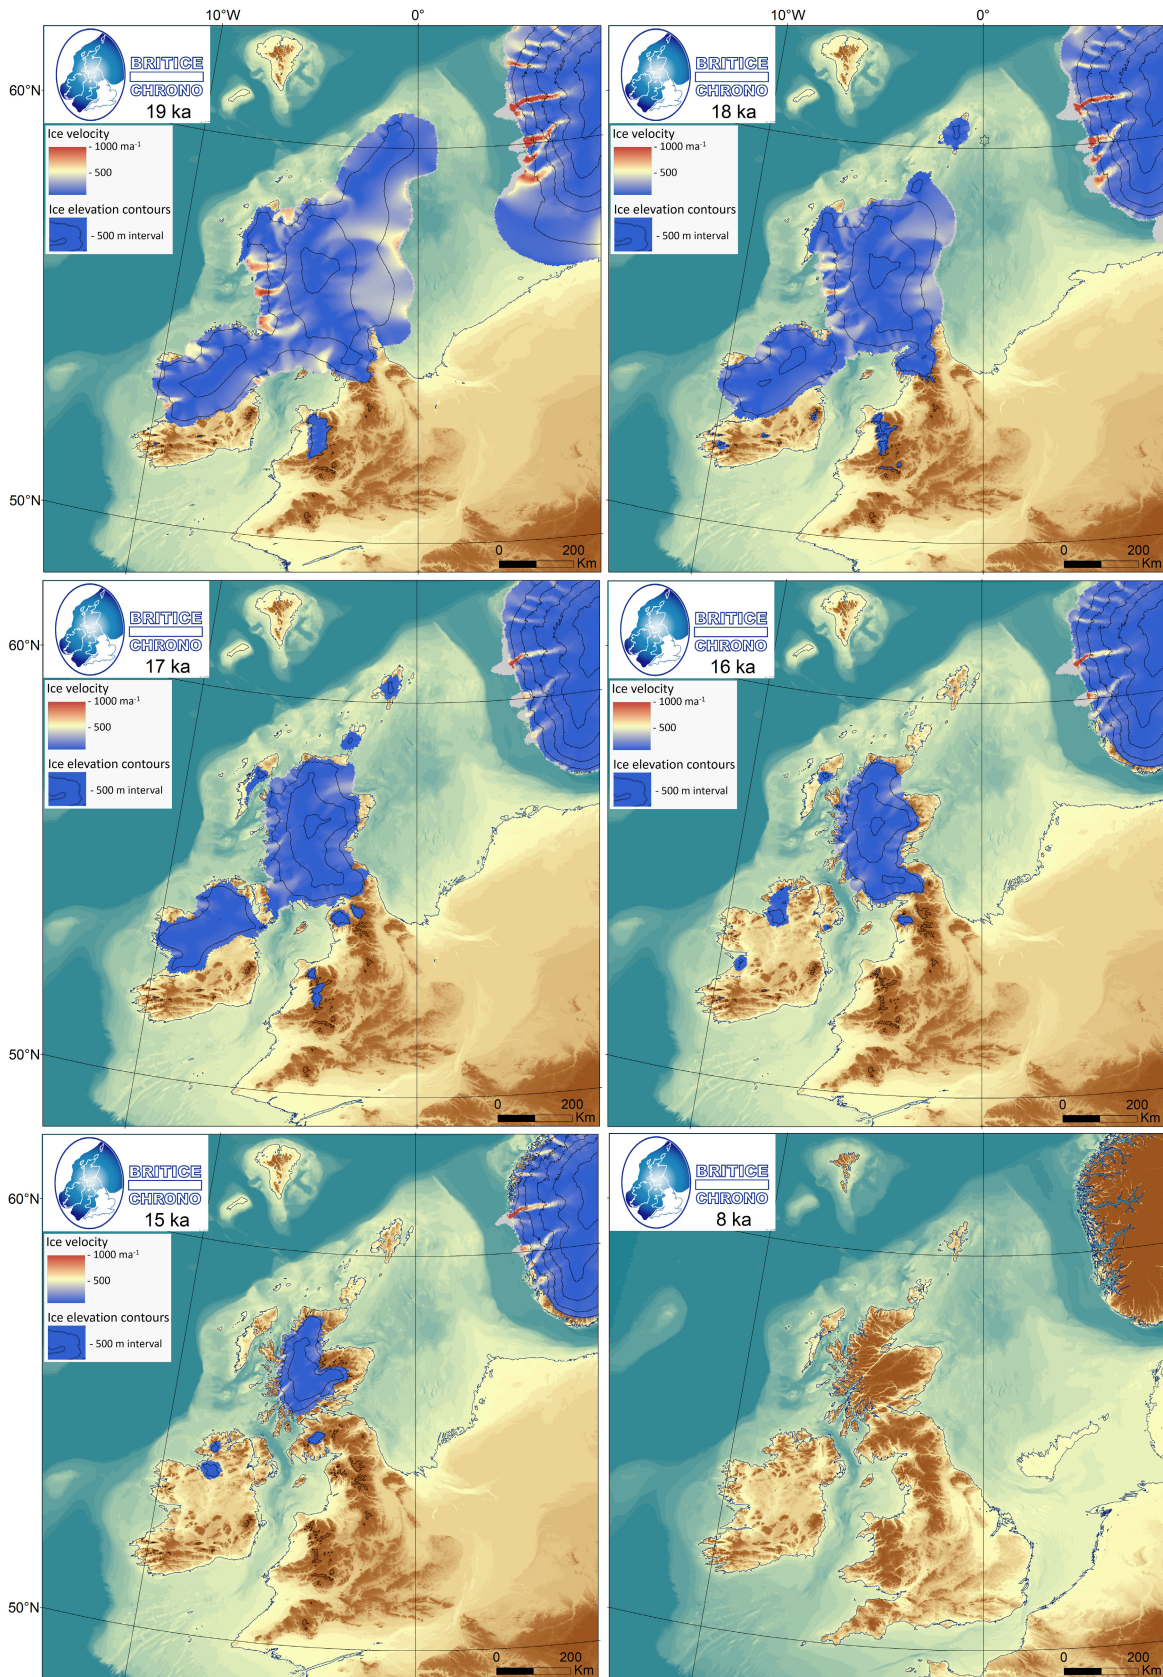 10°W 0° 10°W 0°
BRITICE
CHRONO
19 ka
Ice velocity
- 1000 ma⁻¹
- 500
Ice elevation contours
- 500 m interval
60°N
50°N
0 200
Km
BRITICE
CHRONO
18 ka
Ice velocity
- 1000 ma⁻¹
- 500
Ice elevation contours
- 500 m interval
0 200
Km
BRITICE
CHRONO
17 ka
Ice velocity
- 1000 ma⁻¹
- 500
Ice elevation contours
- 500 m interval
60°N
50°N
0 200
Km
BRITICE
CHRONO
16 ka
Ice velocity
- 1000 ma⁻¹
- 500
Ice elevation contours
- 500 m interval
0 200
Km
BRITICE
CHRONO
15 ka
Ice velocity
- 1000 ma⁻¹
- 500
Ice elevation contours
- 500 m interval
60°N
50°N
0 200
Km
BRITICE
CHRONO
8 ka
0 200
Km